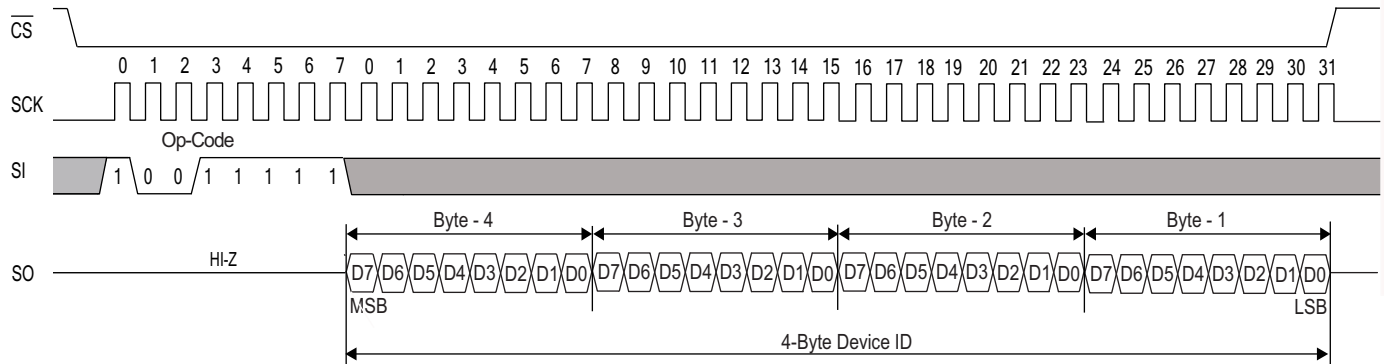 CS
0 1 2 3 4 5 6 7 0 1 2 3 4 5 6 7 8 9 10 11 12 13 14 15 16 17 18 19 20 21 22 23 24 25 26 27 28 29 30 31
SCK
Op-Code
SI 1 0 0 1 1 1 1 1
Byte - 4 Byte - 3 Byte - 2 Byte - 1
HI-Z
SO D7 D6 D5 D4 D3 D2 D1 D0 D7 D6 D5 D4 D3 D2 D1 D0 D7 D6 D5 D4 D3 D2 D1 D0 D7 D6 D5 D4 D3 D2 D1 D0
MSB LSB
4-Byte Device ID